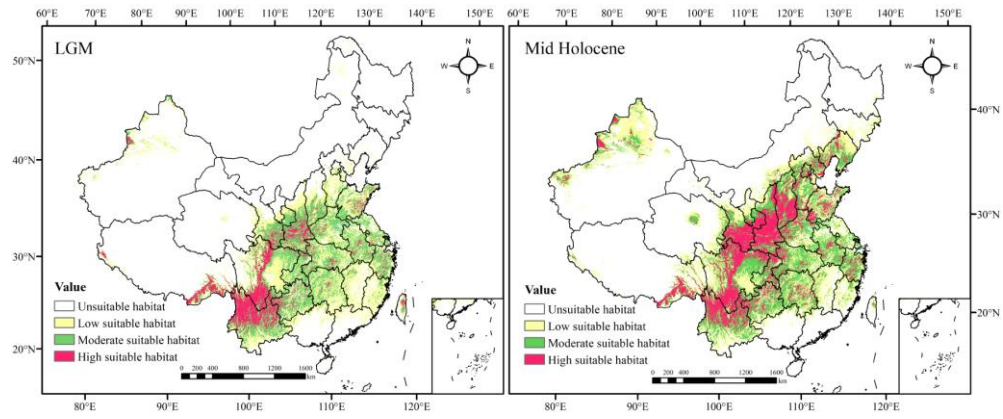 60°E 70°E 80°E 90°E 100°E 110°E 120°E 130°E 140°E 150°E
LGM
N
W E
S
50°N
40°N
30°N
20°N
Value
Unsuitable habitat
Low suitable habitat
Moderate suitable habitat
High suitable habitat
0 200 400 800 1200 1600
km
80°E 90°E 100°E 110°E 120°E
60°E 70°E 80°E 90°E 100°E 110°E 120°E 130°E 140°E 150°E
Mid Holocene
N
W E
S
40°N
30°N
20°N
Value
Unsuitable habitat
Low suitable habitat
Moderate suitable habitat
High suitable habitat
0 200 400 800 1200 1600
km
80°E 90°E 100°E 110°E 120°E